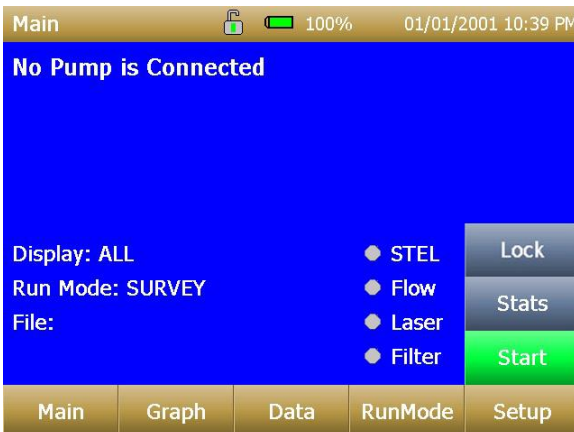 Main 100% 01/01/2001 10:39 PM
No Pump is Connected
Display: ALL
Run Mode: SURVEY
File:
STEL
Flow
Laser
Filter
Lock
Stats
Start
Main Graph Data RunMode Setup